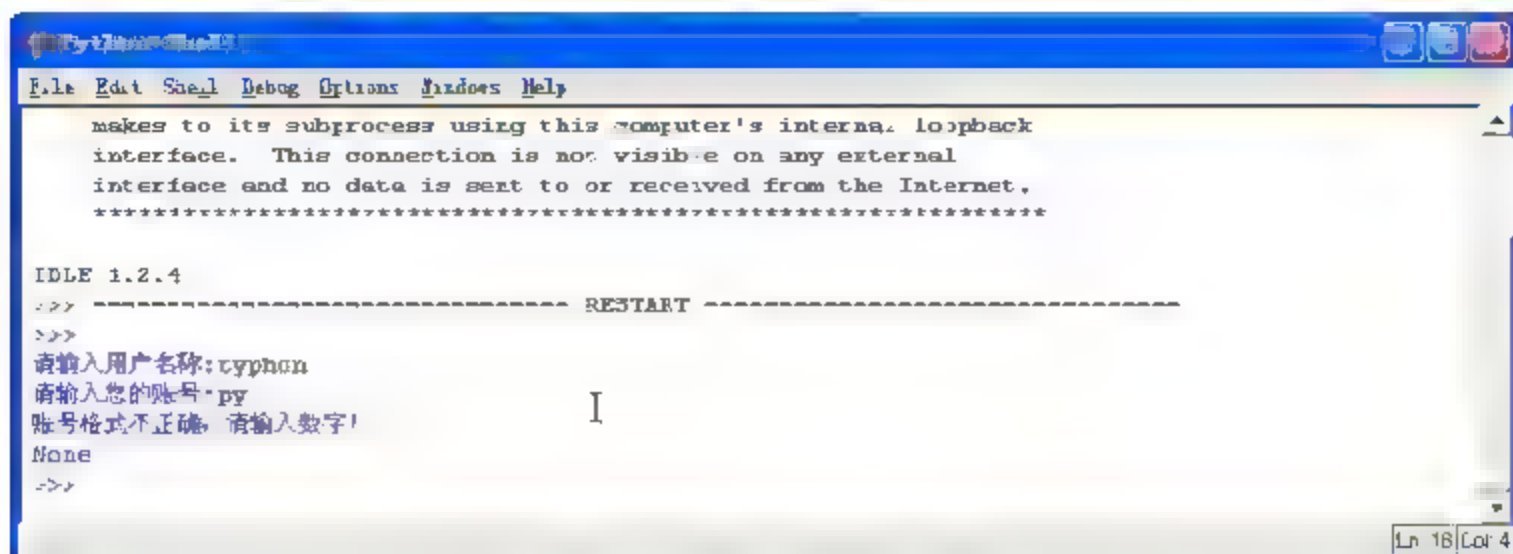 Python Shell
File Edit Shell Debug Options Windows Help
makes to its subprocess using this computer's internal loopback
interface. This connection is not visible on any external
interface and no data is sent to or received from the Internet.
****************************************************************
IDLE 1.2.4
>>> ================================ RESTART ================================
>>>
请输入用户名称:typhon
请输入您的账号:py
账号格式不正确，请输入数字!
None
>>>
Ln 16 Col 4